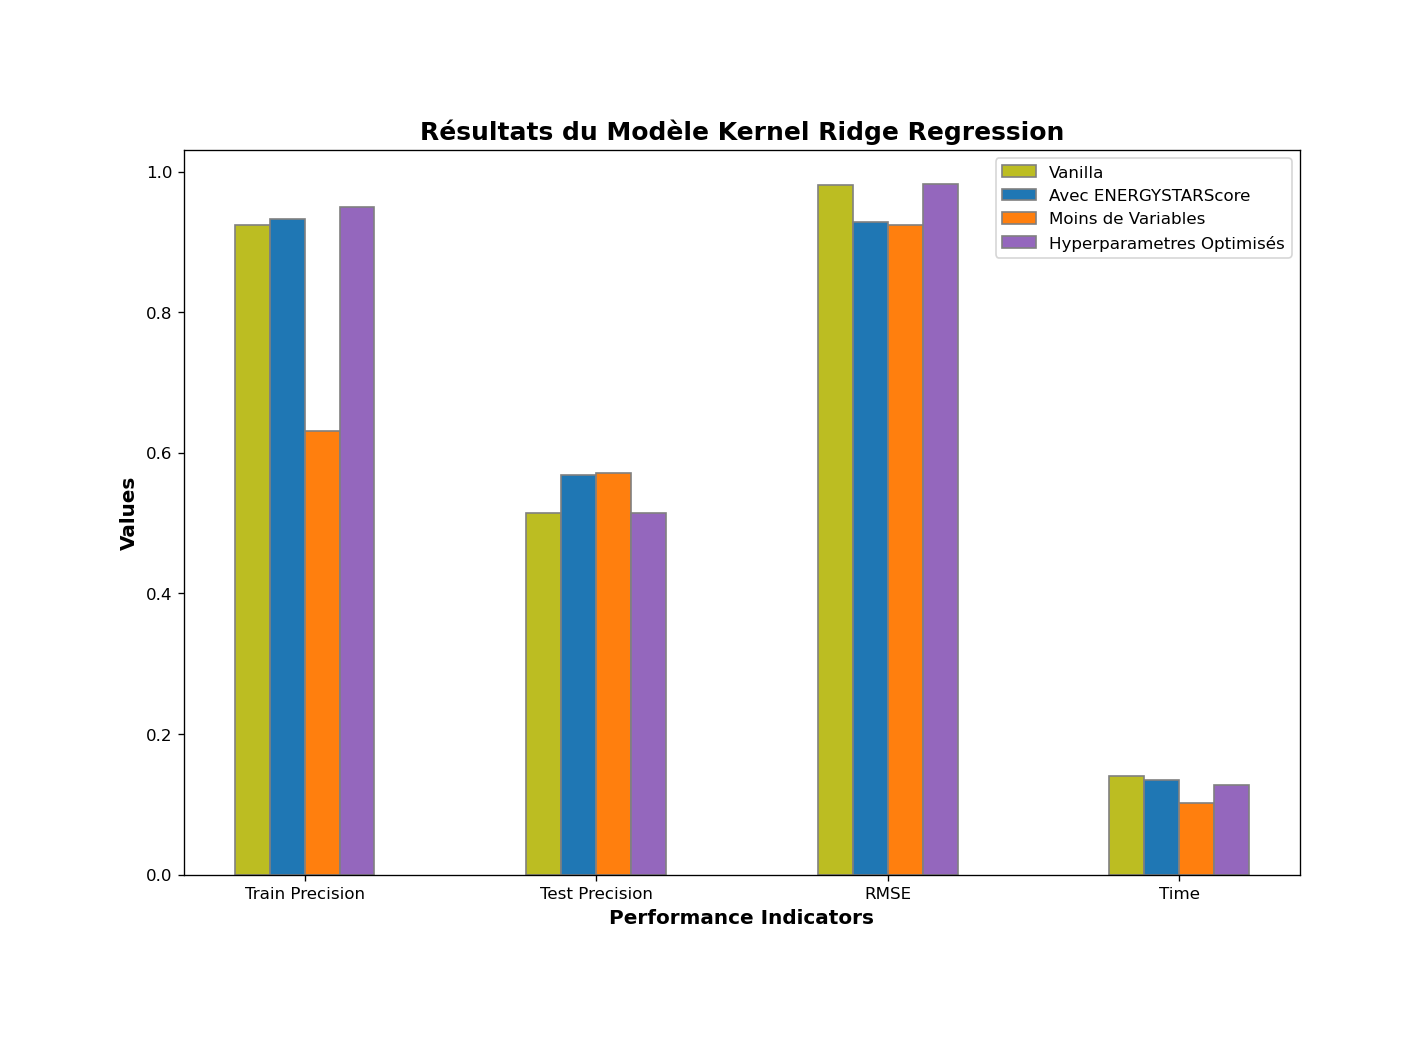 Résultats du Modèle Kernel Ridge Regression
Vanilla
Avec ENERGYSTARScore
Moins de Variables
Hyperparametres Optimisés
1.0
0.8
0.6
0.4
0.2
0.0
Values
Train Precision
Test Precision
RMSE
Time
Performance Indicators